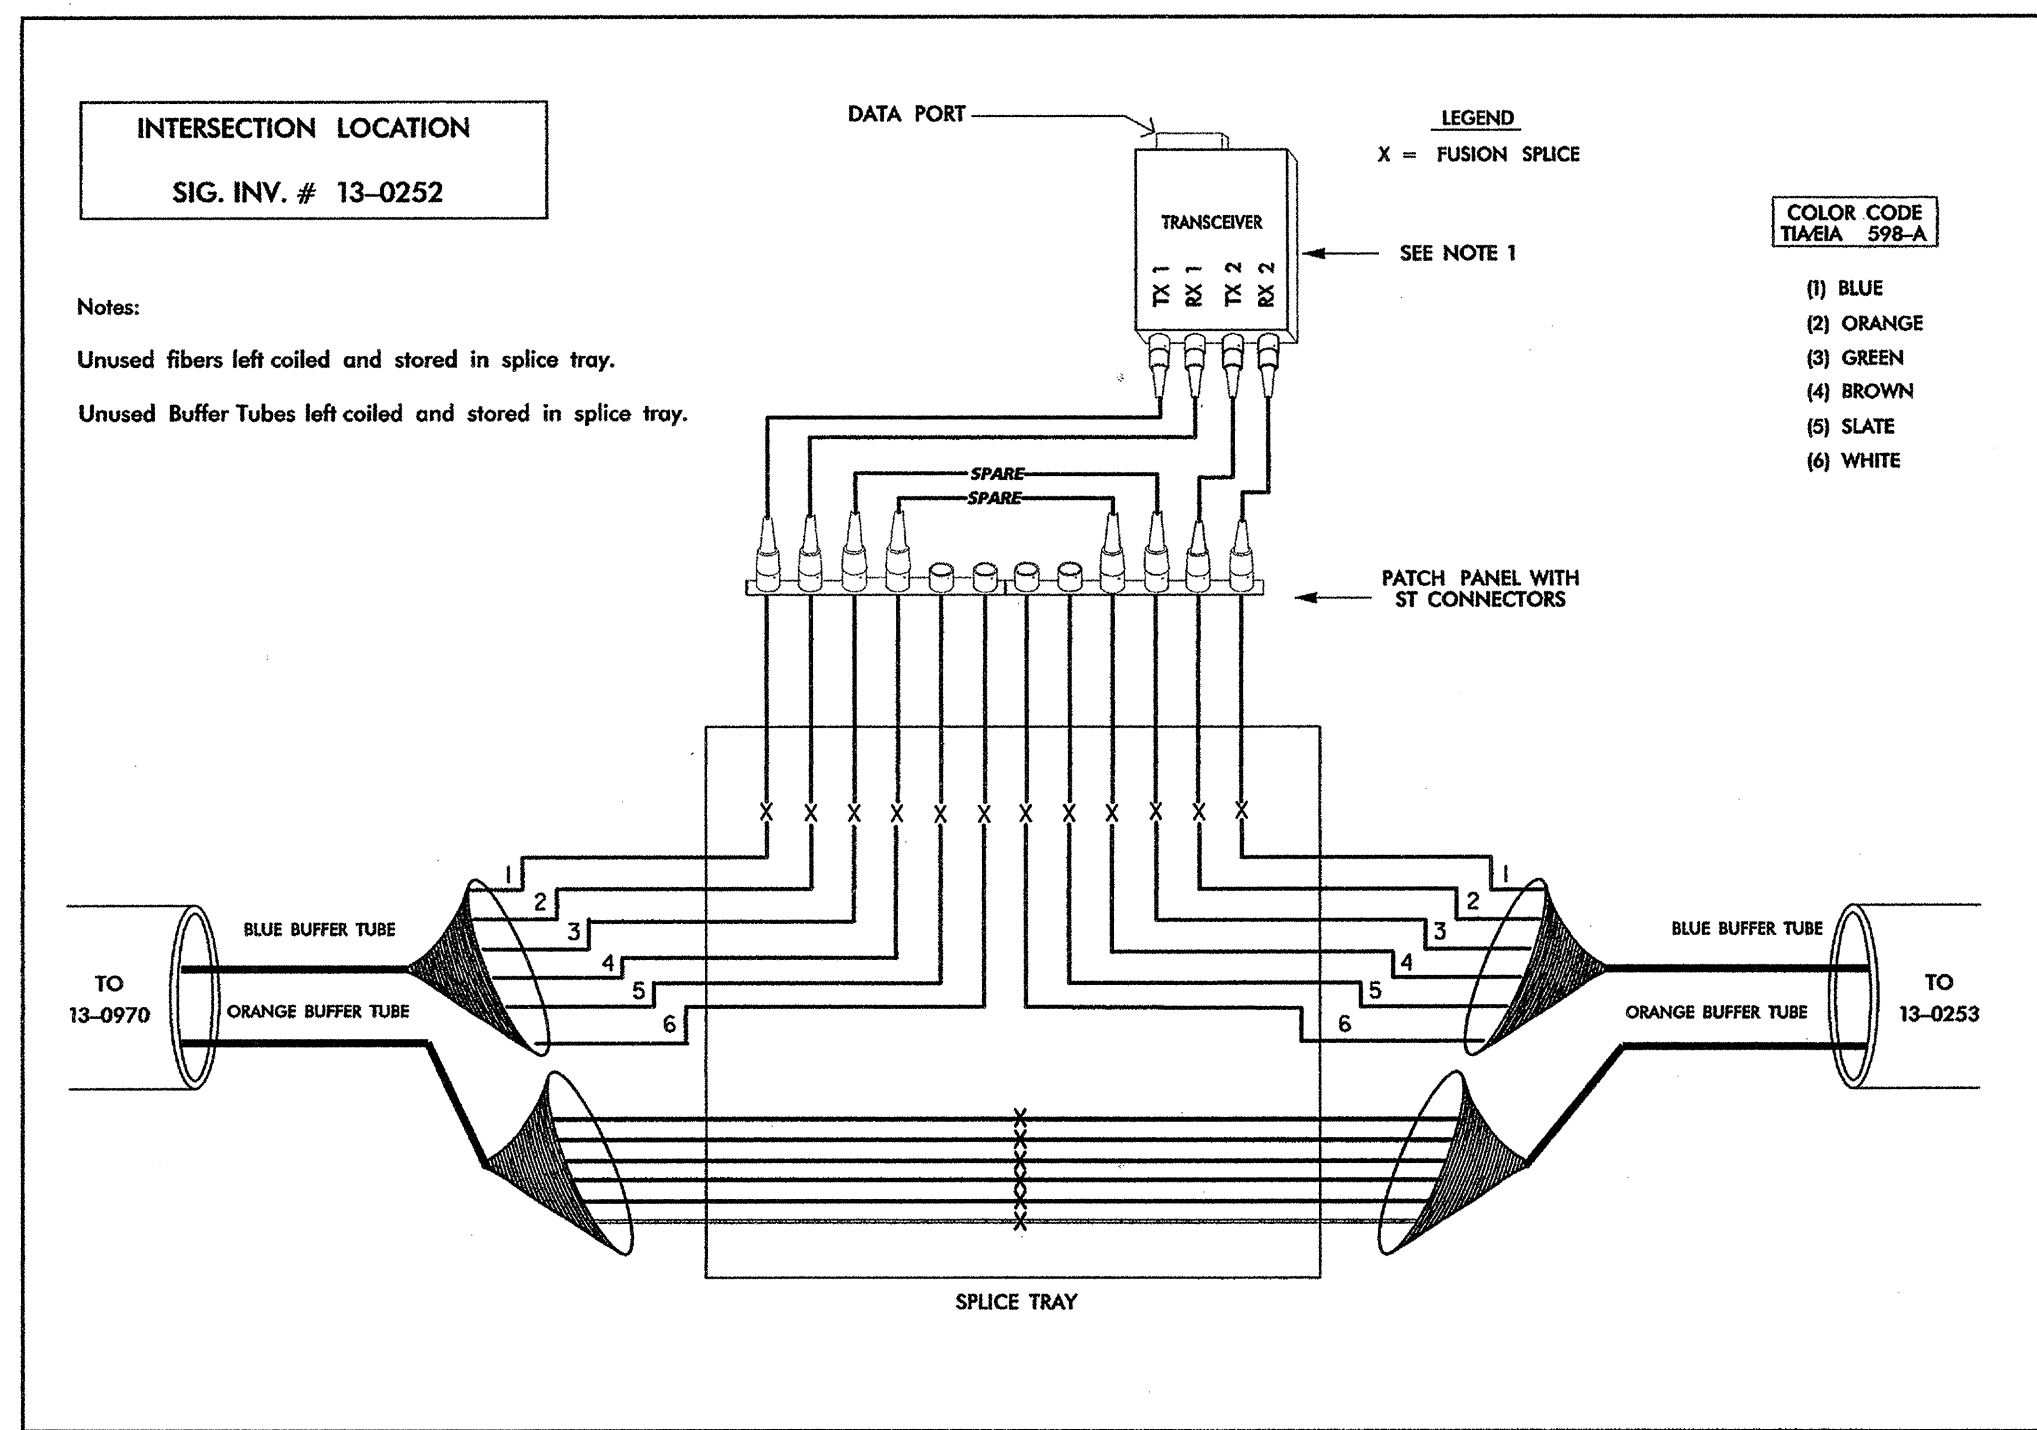 INTERSECTION LOCATION
SIG. INV. # 13-0252
Notes:
Unused fibers left coiled and stored in splice tray.
Unused Buffer Tubes left coiled and stored in splice tray.
DATA PORT
LEGEND
X = FUSION SPLICE
TRANSCEIVER
TX 1
RX 1
TX 2
RX 2
SEE NOTE 1
COLOR CODE
TIA/EIA 598-A
(1) BLUE
(2) ORANGE
(3) GREEN
(4) BROWN
(5) SLATE
(6) WHITE
SPARE
SPARE
PATCH PANEL WITH
ST CONNECTORS
X X X X X X X X X X X X
1
2
3
4
5
6
1
2
3
4
5
6
BLUE BUFFER TUBE
ORANGE BUFFER TUBE
TO
13-0970
BLUE BUFFER TUBE
ORANGE BUFFER TUBE
TO
13-0253
X
X
X
X
X
X
SPLICE TRAY